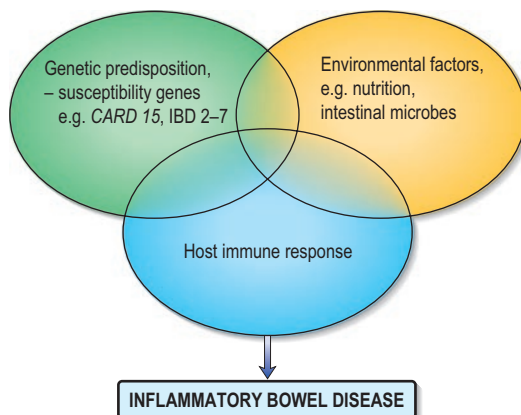 Genetic predisposition,
– susceptibility genes
e.g. CARD 15, IBD 2–7
Environmental factors,
e.g. nutrition,
intestinal microbes
Host immune response
INFLAMMATORY BOWEL DISEASE